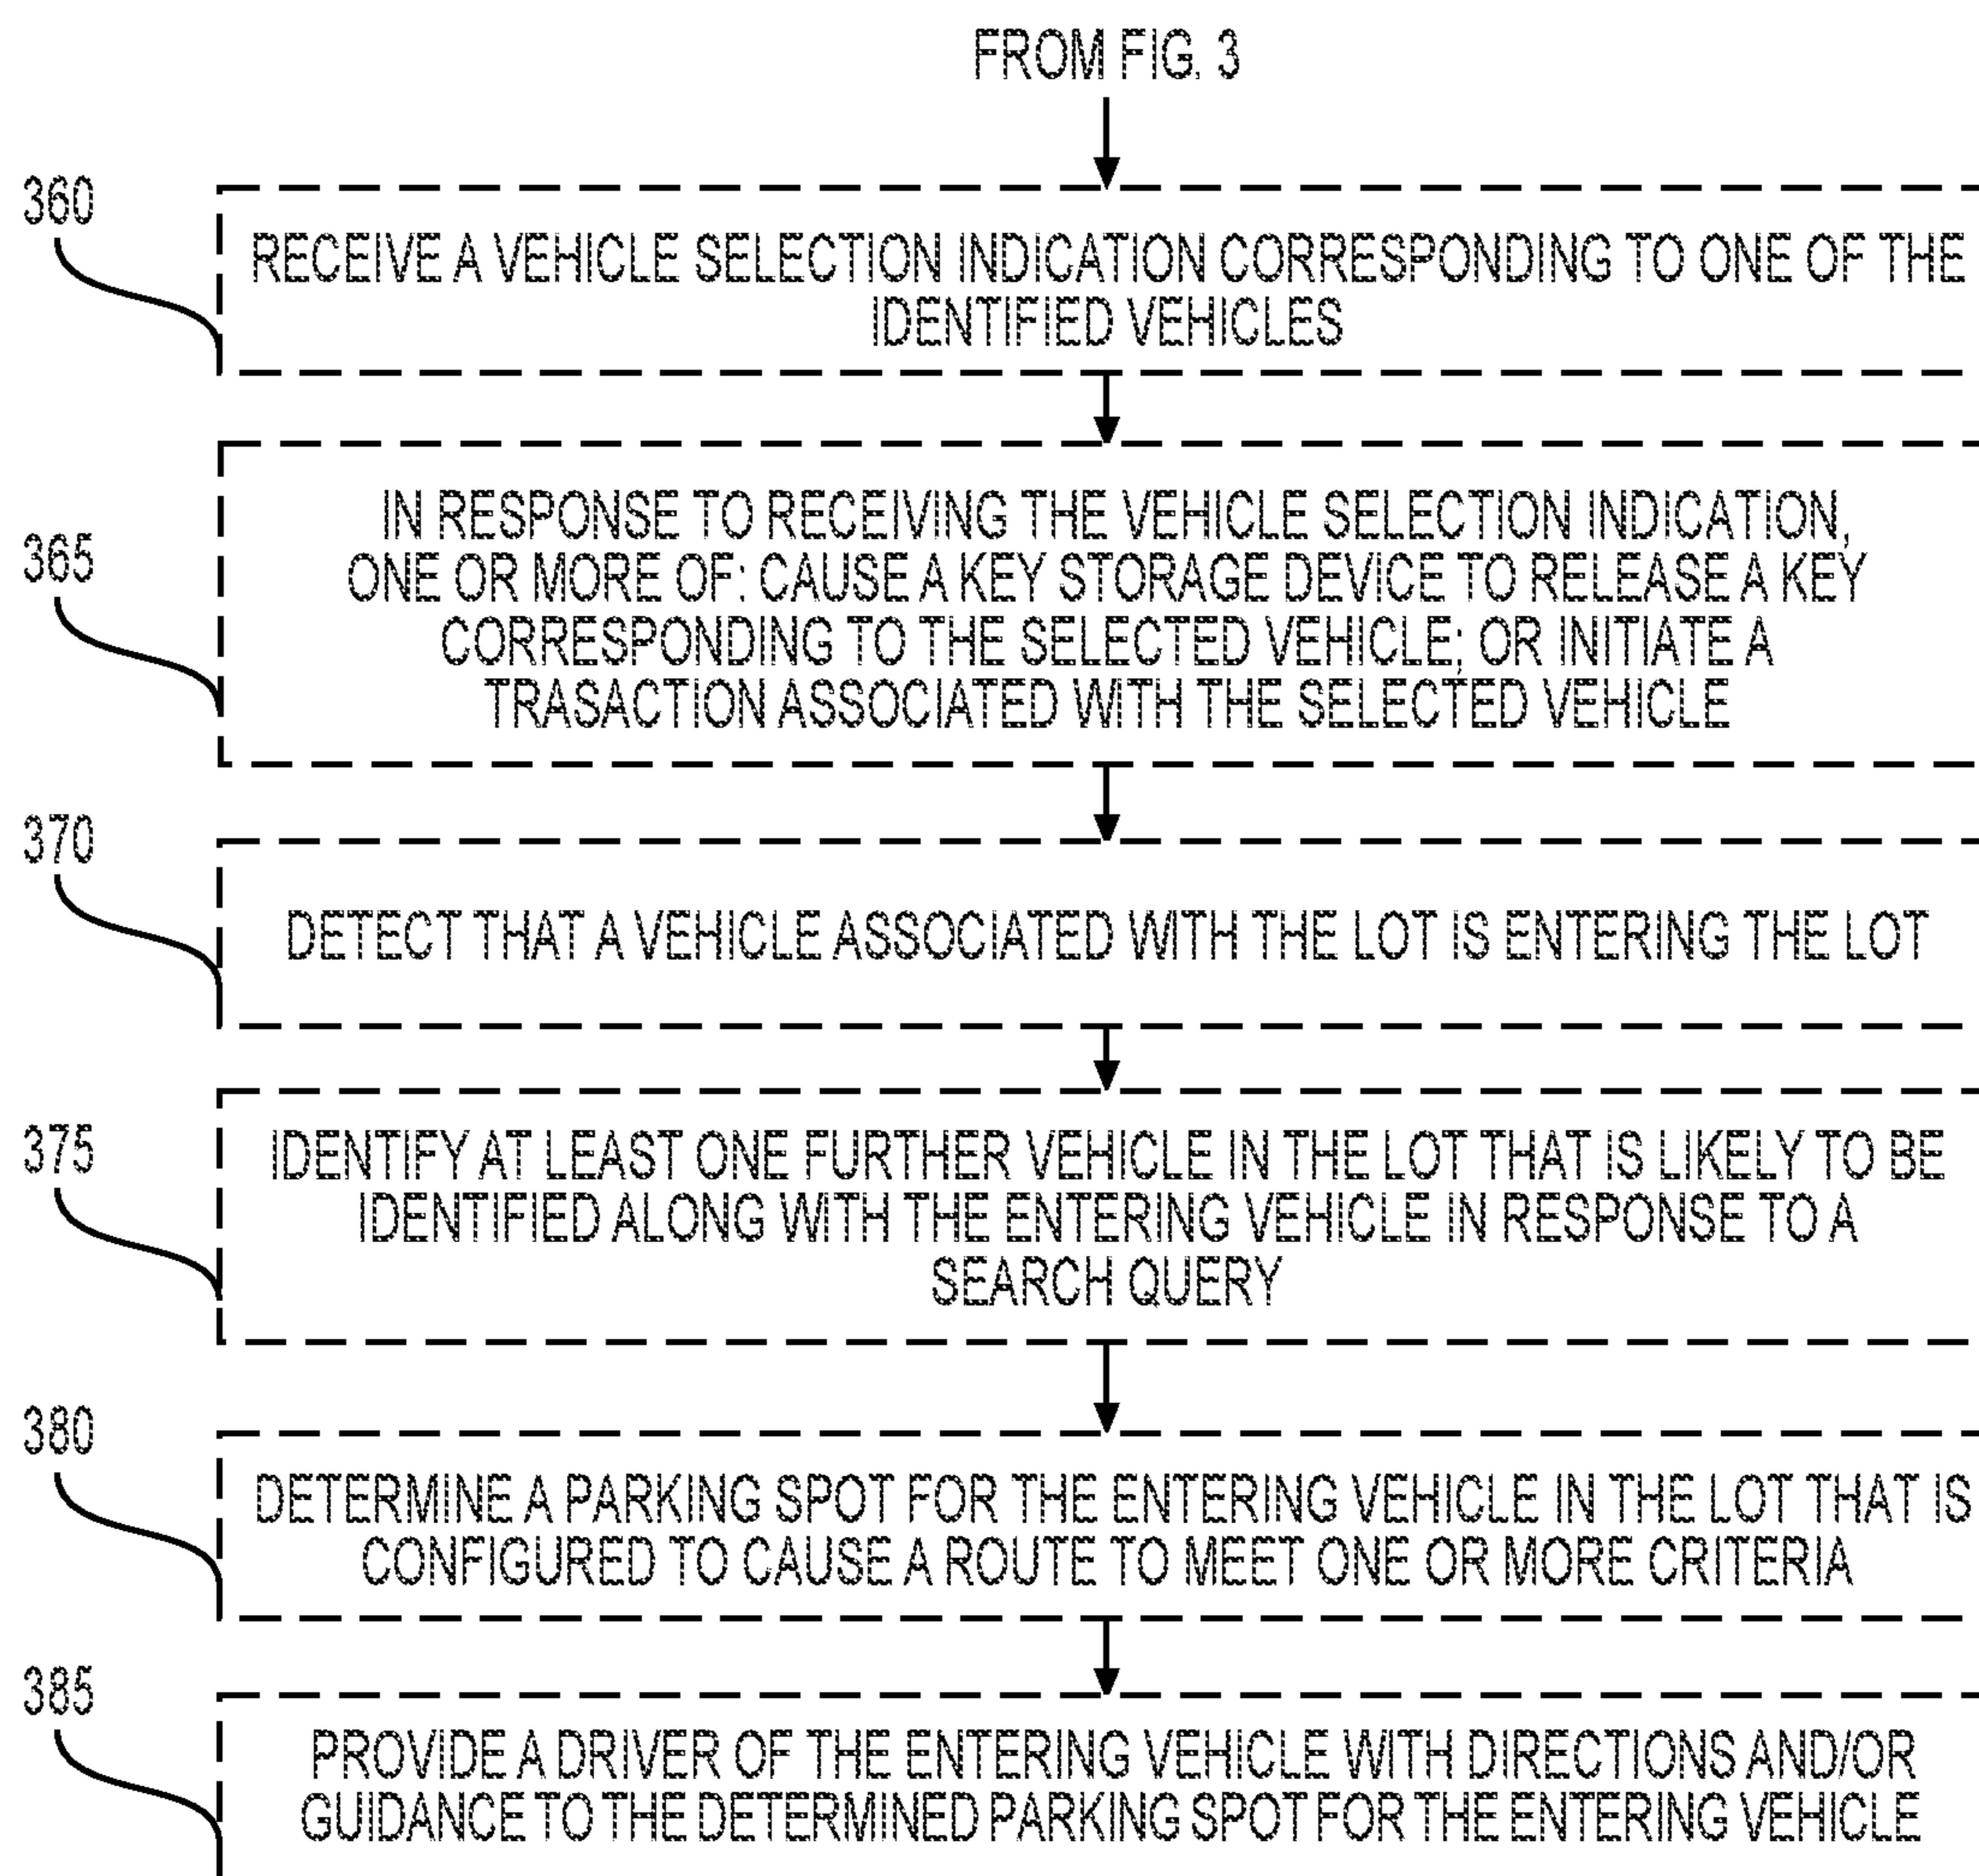 FROM FIG. 3
360
RECEIVE A VEHICLE SELECTION INDICATION CORRESPONDING TO ONE OF THE
IDENTIFIED VEHICLES
365
IN RESPONSE TO RECEIVING THE VEHICLE SELECTION INDICATION,
ONE OR MORE OF: CAUSE A KEY STORAGE DEVICE TO RELEASE A KEY
CORRESPONDING TO THE SELECTED VEHICLE; OR INITIATE A
TRASACTION ASSOCIATED WITH THE SELECTED VEHICLE
370
DETECT THAT A VEHICLE ASSOCIATED WITH THE LOT IS ENTERING THE LOT
375
IDENTIFY AT LEAST ONE FURTHER VEHICLE IN THE LOT THAT IS LIKELY TO BE
IDENTIFIED ALONG WITH THE ENTERING VEHICLE IN RESPONSE TO A
SEARCH QUERY
380
DETERMINE A PARKING SPOT FOR THE ENTERING VEHICLE IN THE LOT THAT IS
CONFIGURED TO CAUSE A ROUTE TO MEET ONE OR MORE CRITERIA
385
PROVIDE A DRIVER OF THE ENTERING VEHICLE WITH DIRECTIONS AND/OR
GUIDANCE TO THE DETERMINED PARKING SPOT FOR THE ENTERING VEHICLE